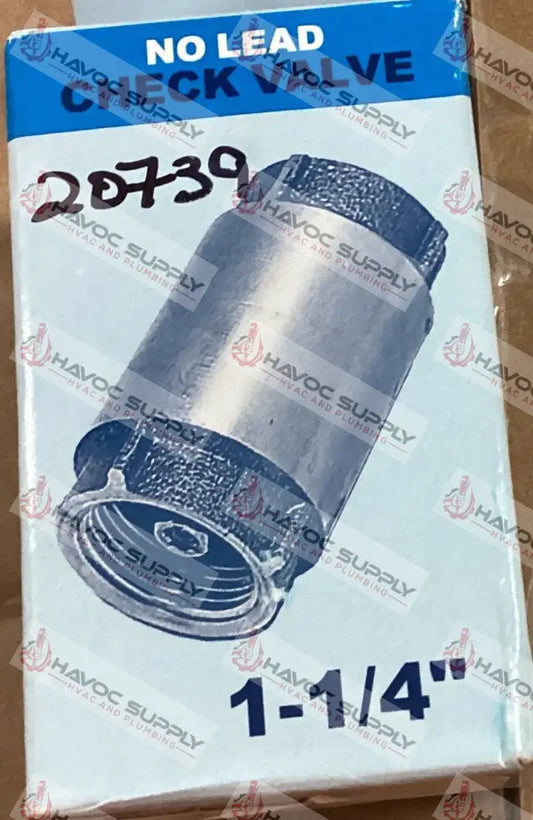 NO LEAD
CHECK VALVE
20739
1-1/4"
HAVOC SUPPLY
HVAC AND PLUMBING